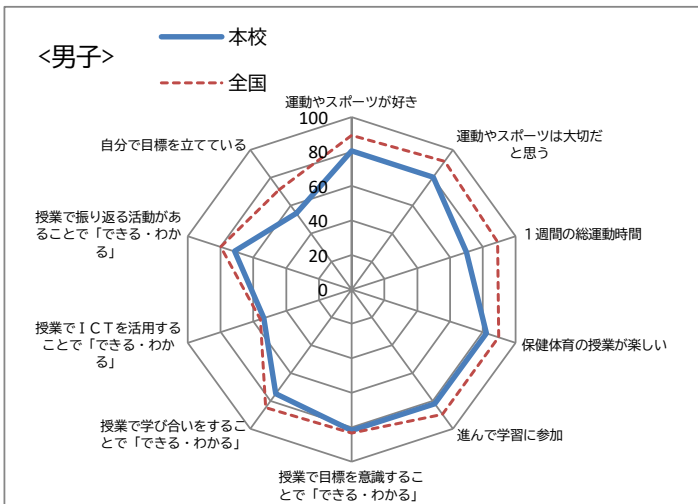 <男子>
本校
全国
運動やスポーツが好き
運動やスポーツは大切だ
と思う
１週間の総運動時間
保健体育の授業が楽しい
進んで学習に参加
授業で目標を意識するこ
とで「できる・わかる」
授業で学び合いをするこ
とで「できる・わかる」
授業でＩＣＴを活用する
ことで「できる・わか
る」
授業で振り返る活動があ
ることで「できる・わか
る」
自分で目標を立てている
100
80
60
40
20
0